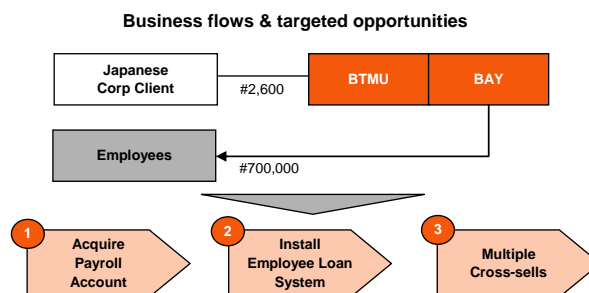 Business flows & targeted opportunities
Japanese
Corp Client
#2,600
BTMU
BAY
Employees
#700,000
1
Acquire
Payroll
Account
2
Install
Employee Loan
System
3
Multiple
Cross-sells